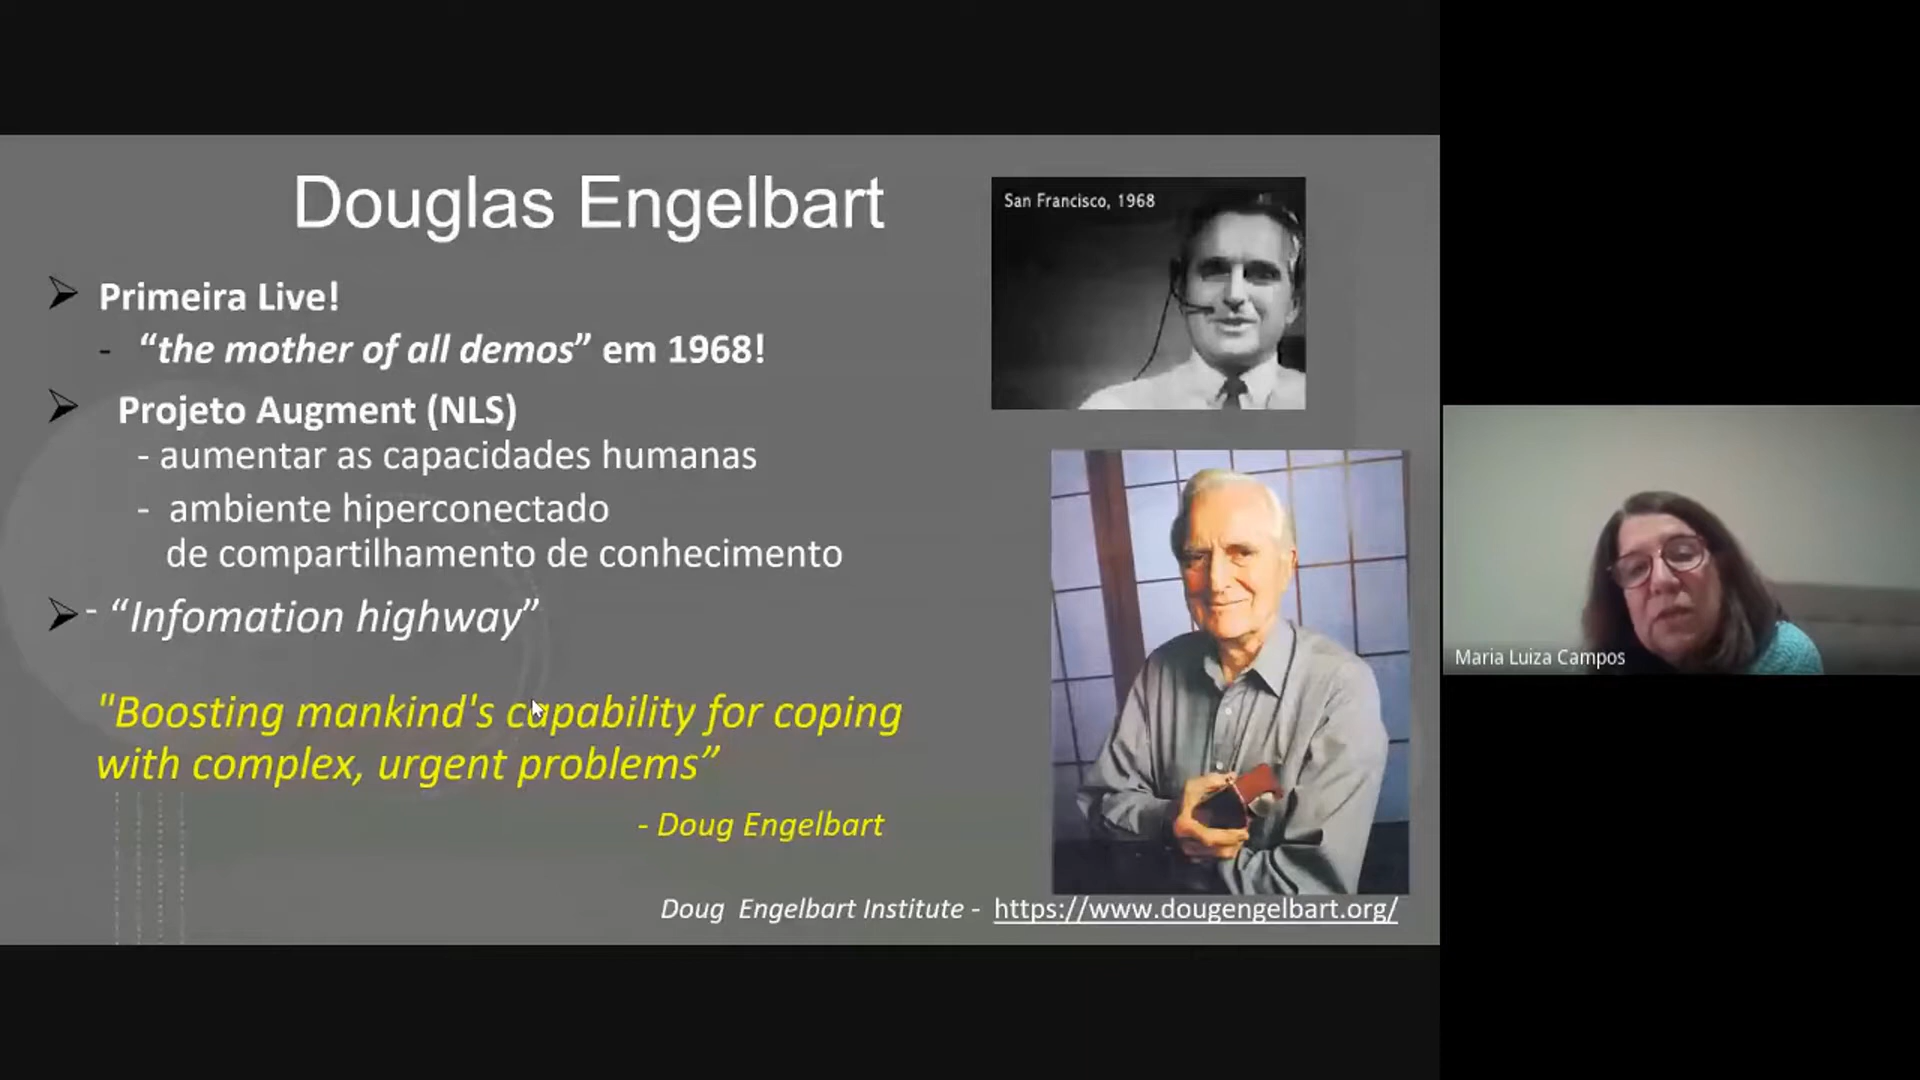 Douglas Engelbart
San Francisco, 1968
Primeira Live!
- “the mother of all demos” em 1968!
Projeto Augment (NLS)
- aumentar as capacidades humanas
- ambiente hiperconectado
de compartilhamento de conhecimento
- “Infomation highway”
"Boosting mankind's capability for coping
with complex, urgent problems”
- Doug Engelbart
Doug Engelbart Institute - https://www.dougengelbart.org/
Maria Luiza Campos